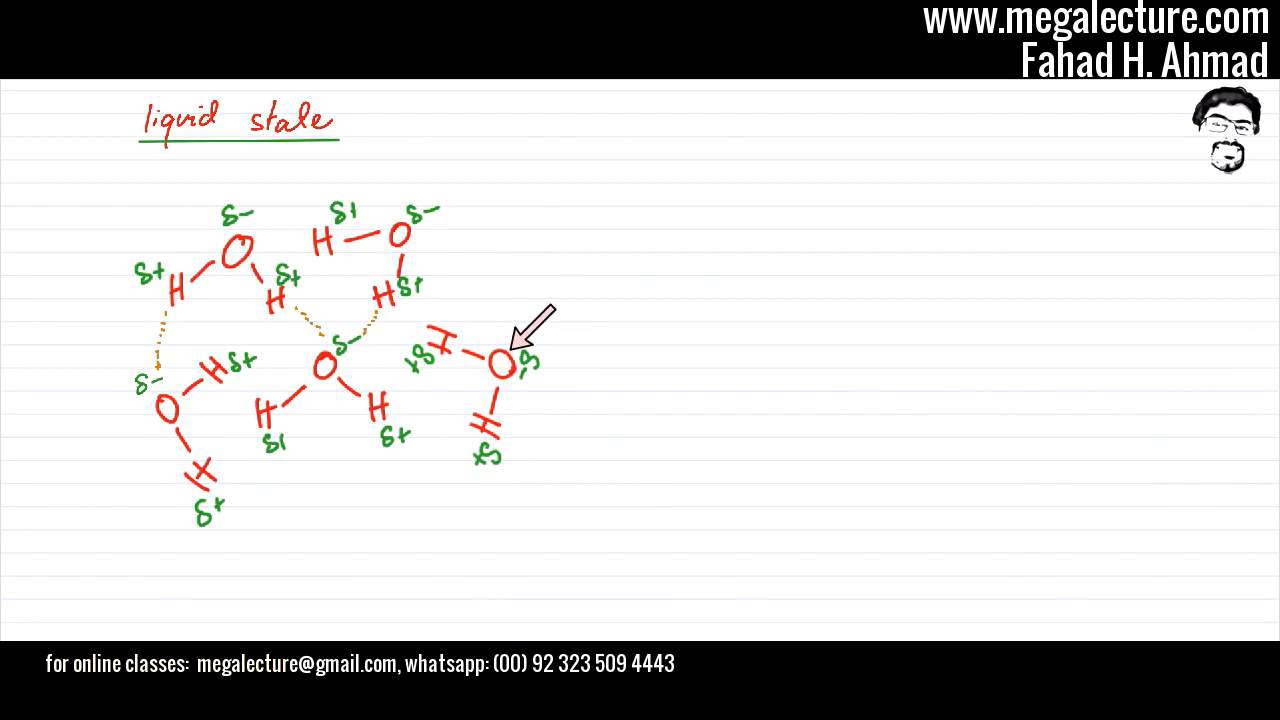 www.megalecture.com
Fahad H. Ahmad
liquid state
δ- δ+ δ-
H O
O
δ+ δ+
H H H δ+
δ-
H O δ+
δ- H δ+ O δ-
O H H H
δ+ δ+
H δ+
δ+
for online classes: megalecture@gmail.com, whatsapp: (00) 92 323 509 4443